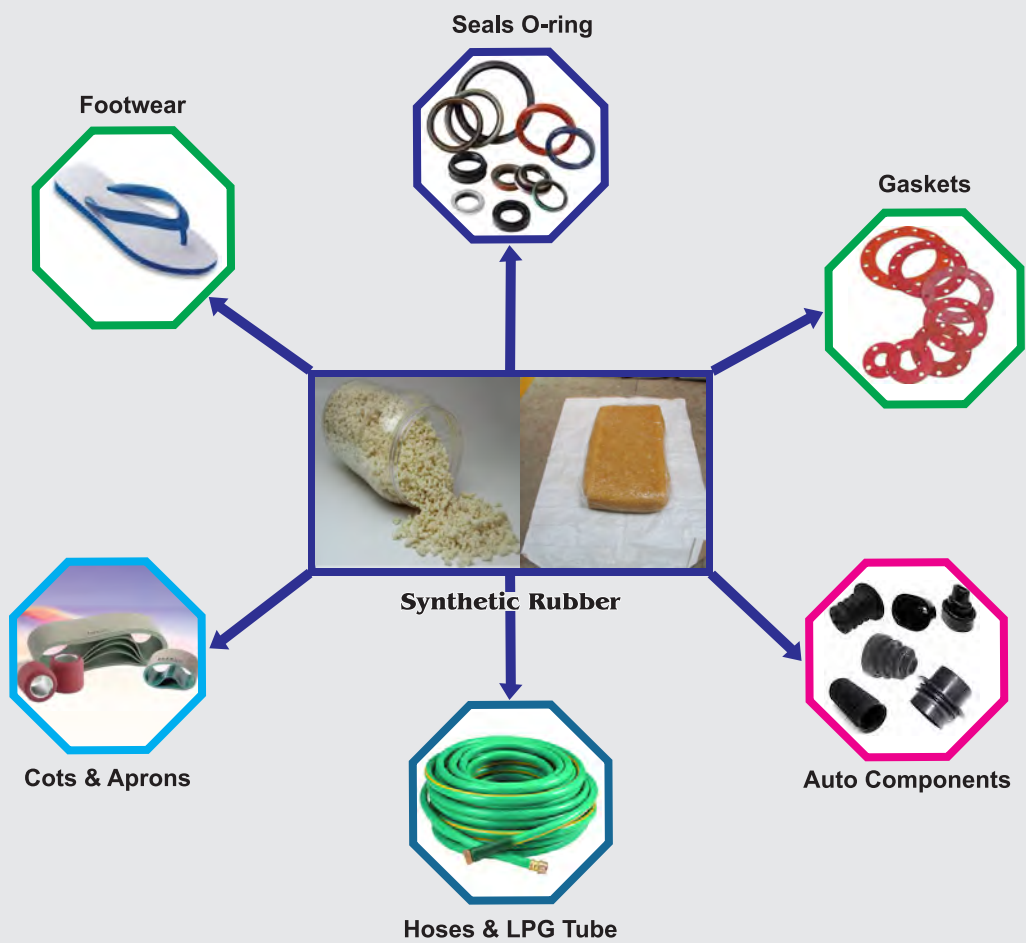 Seals O-ring
Footwear
Gaskets
Synthetic Rubber
Cots & Aprons
Auto Components
Hoses & LPG Tube